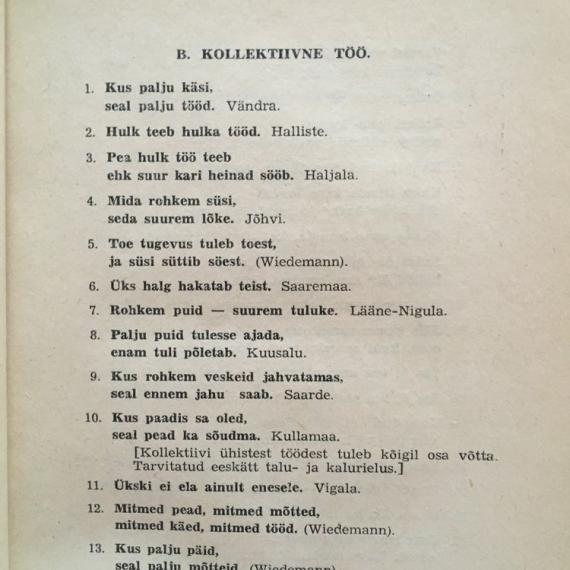 B. KOLLEKTIIVNE TÖÖ.
1. Kus palju käsi,
seal palju tööd. Vändra.
2. Hulk teeb hulka tööd. Halliste.
3. Pea hulk töö teeb
ehk suur kari heinad sööb. Haljala.
4. Mida rohkem süsi,
seda suurem lõke. Jõhvi.
5. Toe tugevus tuleb toest,
ja süsi süttib söest. (Wiedemann).
6. Üks halg hakatab teist. Saaremaa.
7. Rohkem puid — suurem tuluke. Lääne-Nigula.
8. Palju puid tulesse ajada,
enam tuli põletab. Kuusalu.
9. Kus rohkem veskeid jahvatamas,
seal ennem jahu saab. Saarde.
10. Kus paadis sa oled,
seal pead ka sõudma. Kullamaa.
[Kollektiivi ühistest töödest tuleb kõigil osa võtta.
Tarvitatud eeskätt talu- ja kalurielus.]
11. Ükski ei ela ainult enesele. Vigala.
12. Mitmed pead, mitmed mõtted,
mitmed käed, mitmed tööd. (Wiedemann).
13. Kus palju päid,
seal palju mõtteid. (Wiedemann).